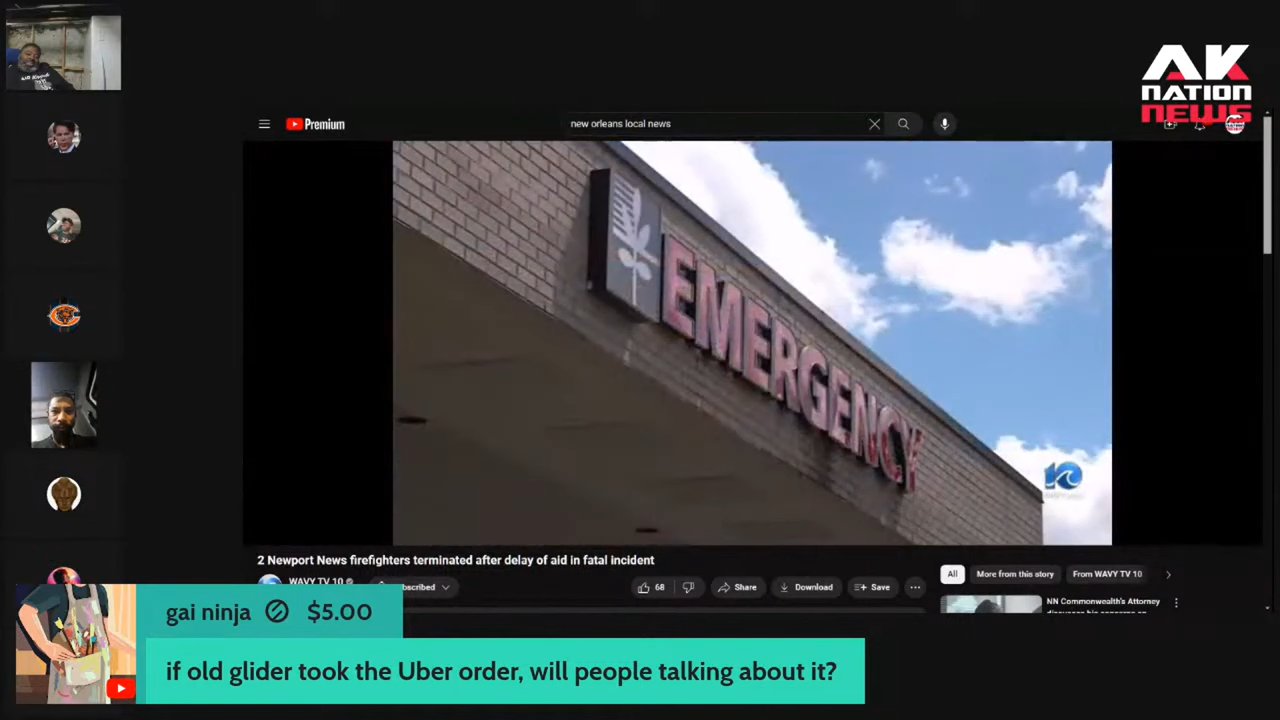 AK
NATION
NEWS
Premium
new orleans local news
EMERGENCY
10
2 Newport News firefighters terminated after delay of aid in fatal incident
WAVY TV 10
scribed
68
Share
Download
Save
All
More from this story
From WAVY TV 10
NN Commonwealth's Attorney
gai ninja $5.00
if old glider took the Uber order, will people talking about it?